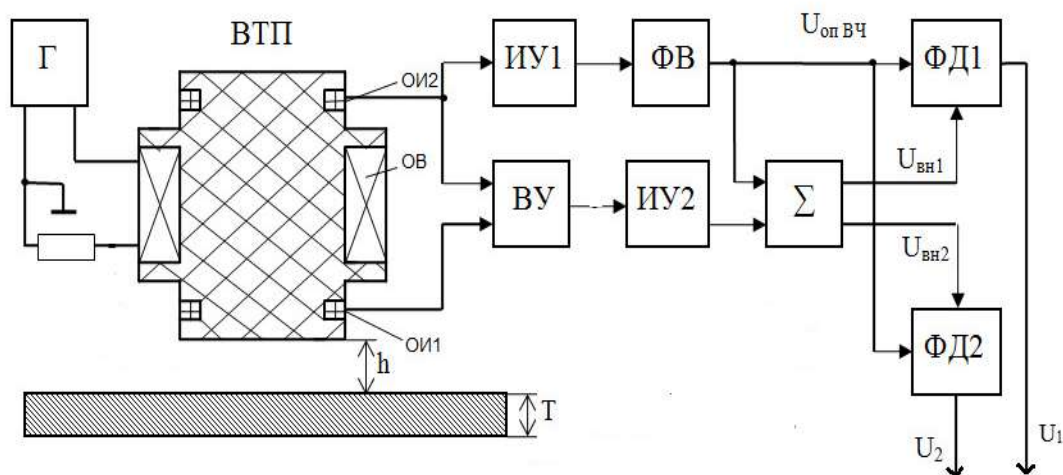 Г
ВТП
ОИ2
ОВ
ОИ1
h
T
ИУ1
ФВ
U оп ВЧ
ФД1
ВУ
ИУ2
Σ
U вн1
U вн2
ФД2
U2
U1